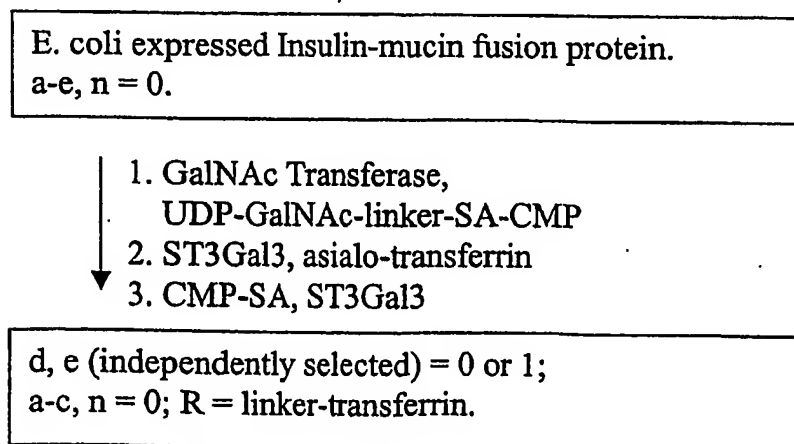 E. coli expressed Insulin-mucin fusion protein.
a-e, n = 0.
1. GalNAc Transferase,
UDP-GalNAc-linker-SA-CMP
2. ST3Gal3, asialo-transferrin
3. CMP-SA, ST3Gal3
d, e (independently selected) = 0 or 1;
a-c, n = 0; R = linker-transferrin.